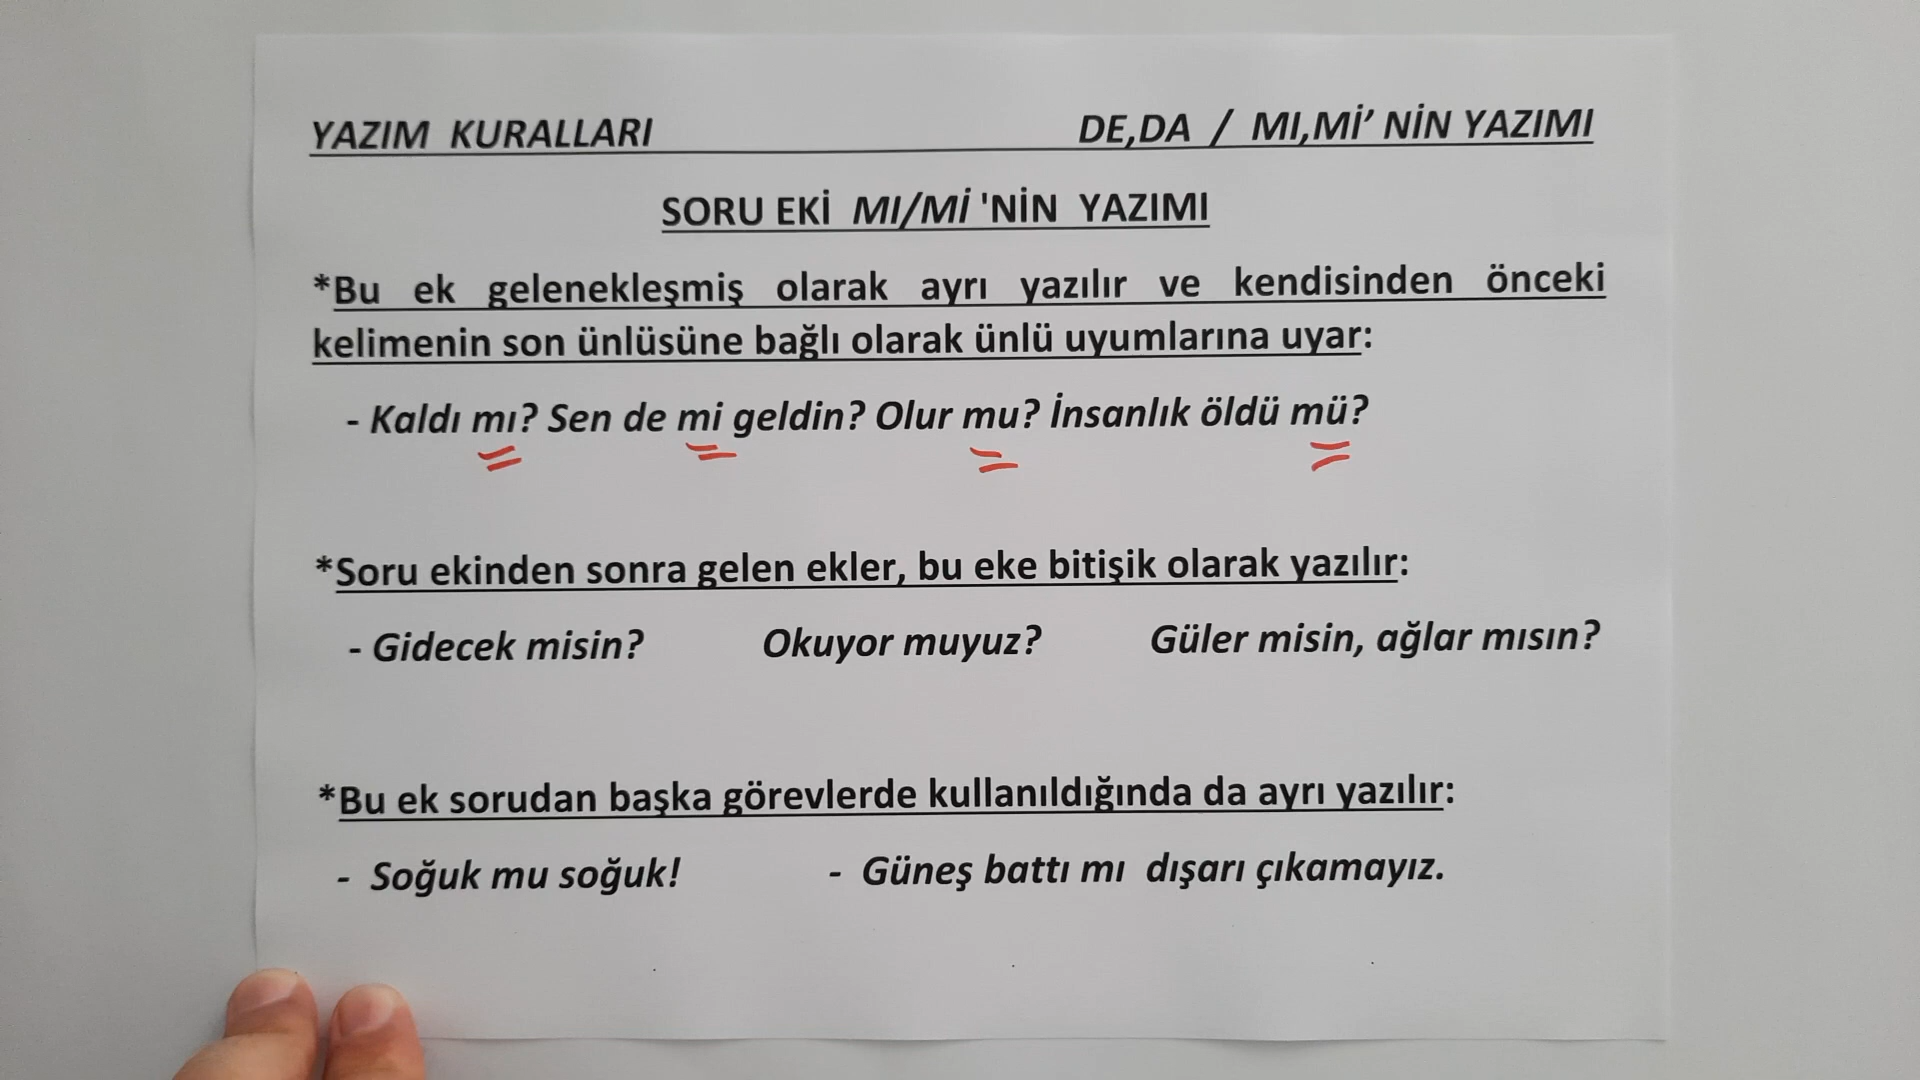 YAZIM KURALLARI DE,DA / MI,Mİ' NİN YAZIMI
SORU EKİ MI/Mİ 'NİN YAZIMI
*Bu ek gelenekleşmiş olarak ayrı yazılır ve kendisinden önceki
kelimenin son ünlüsüne bağlı olarak ünlü uyumlarına uyar:
- Kaldı mı? Sen de mi geldin? Olur mu? İnsanlık öldü mü?
*Soru ekinden sonra gelen ekler, bu eke bitişik olarak yazılır:
- Gidecek misin? Okuyor muyuz? Güler misin, ağlar mısın?
*Bu ek sorudan başka görevlerde kullanıldığında da ayrı yazılır:
- Soğuk mu soğuk! - Güneş battı mı dışarı çıkamayız.